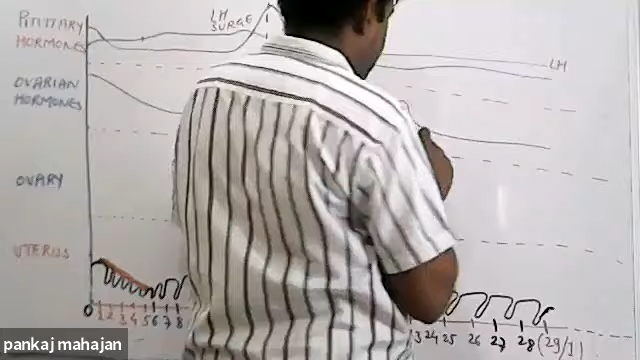 PITUITARY
HORMONES
LH
SURGE
LH
OVARIAN
HORMONES
OVARY
UTERUS
0 1 2 3 4 5 6 7 8
24 25 26 27 28 (29/1)
pankaj mahajan